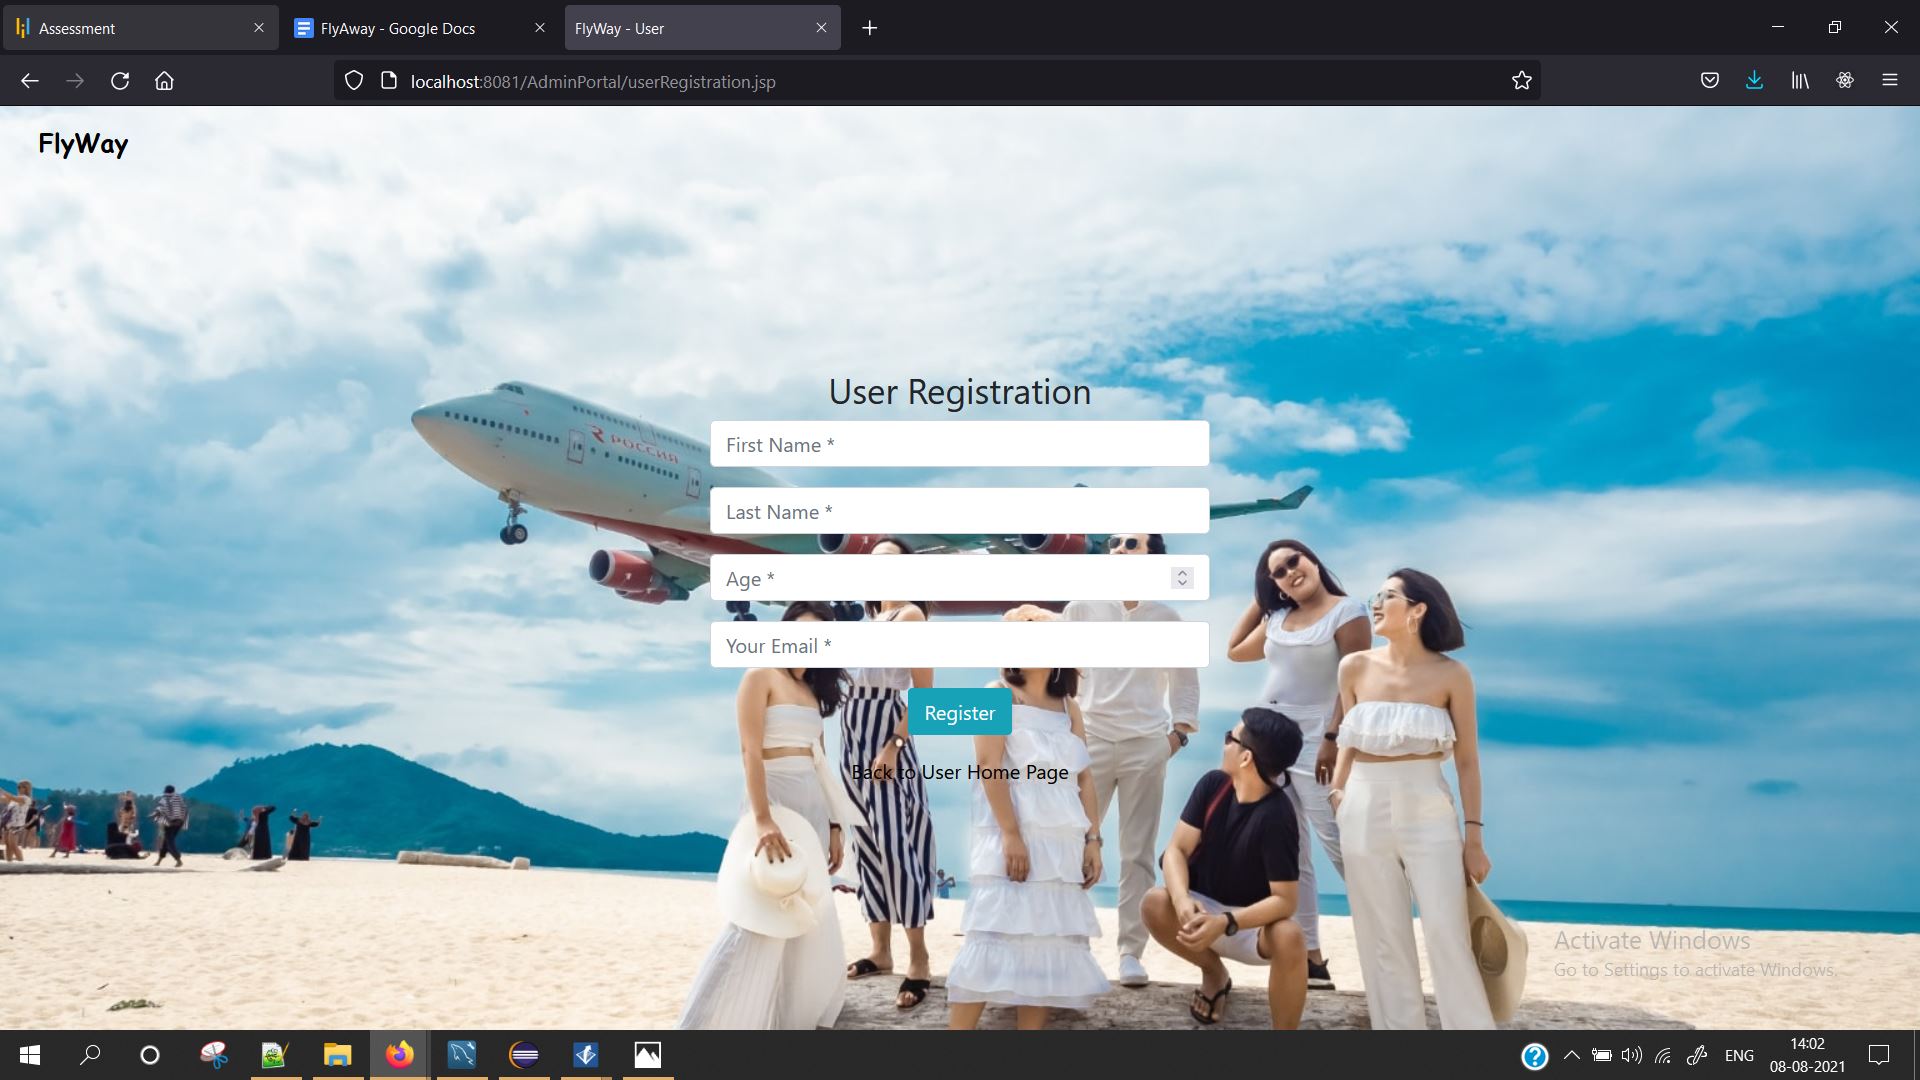 Assessment
FlyAway - Google Docs
FlyWay - User
localhost:8081/AdminPortal/userRegistration.jsp
FlyWay
РОССИЯ
User Registration
First Name *
Last Name *
Age *
Your Email *
Register
Back to User Home Page
Activate Windows
Go to Settings to activate Windows.
ENG
14:02
08-08-2021